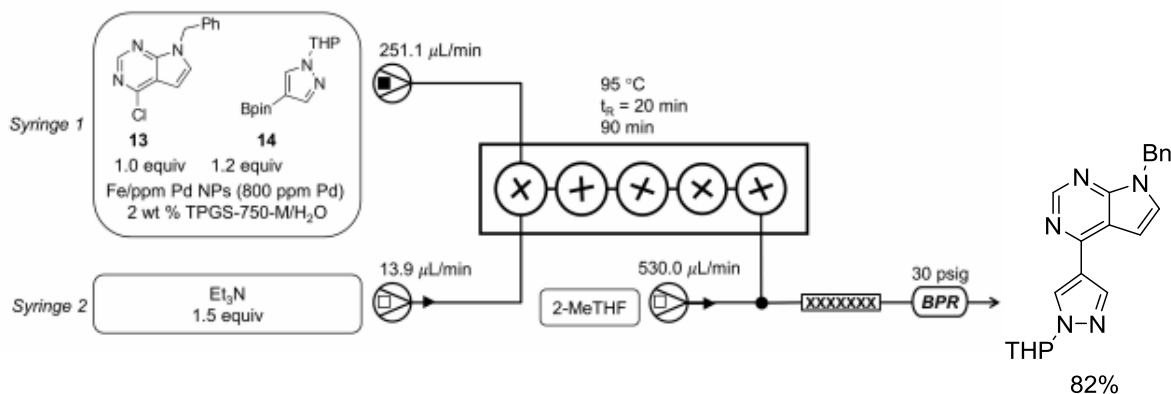 Ph
N
N
N
Cl
13
1.0 equiv
THP
N
N
Bpin
14
1.2 equiv
Fe/ppm Pd NPs (800 ppm Pd)
2 wt % TPGS-750-M/H₂O
Syringe 1
251.1 μL/min
95 °C
tR = 20 min
90 min
Syringe 2
Et₃N
1.5 equiv
13.9 μL/min
530.0 μL/min
2-MeTHF
XXXXXXX
30 psig
BPR
Bn
N
N
N
N
N
THP
82%